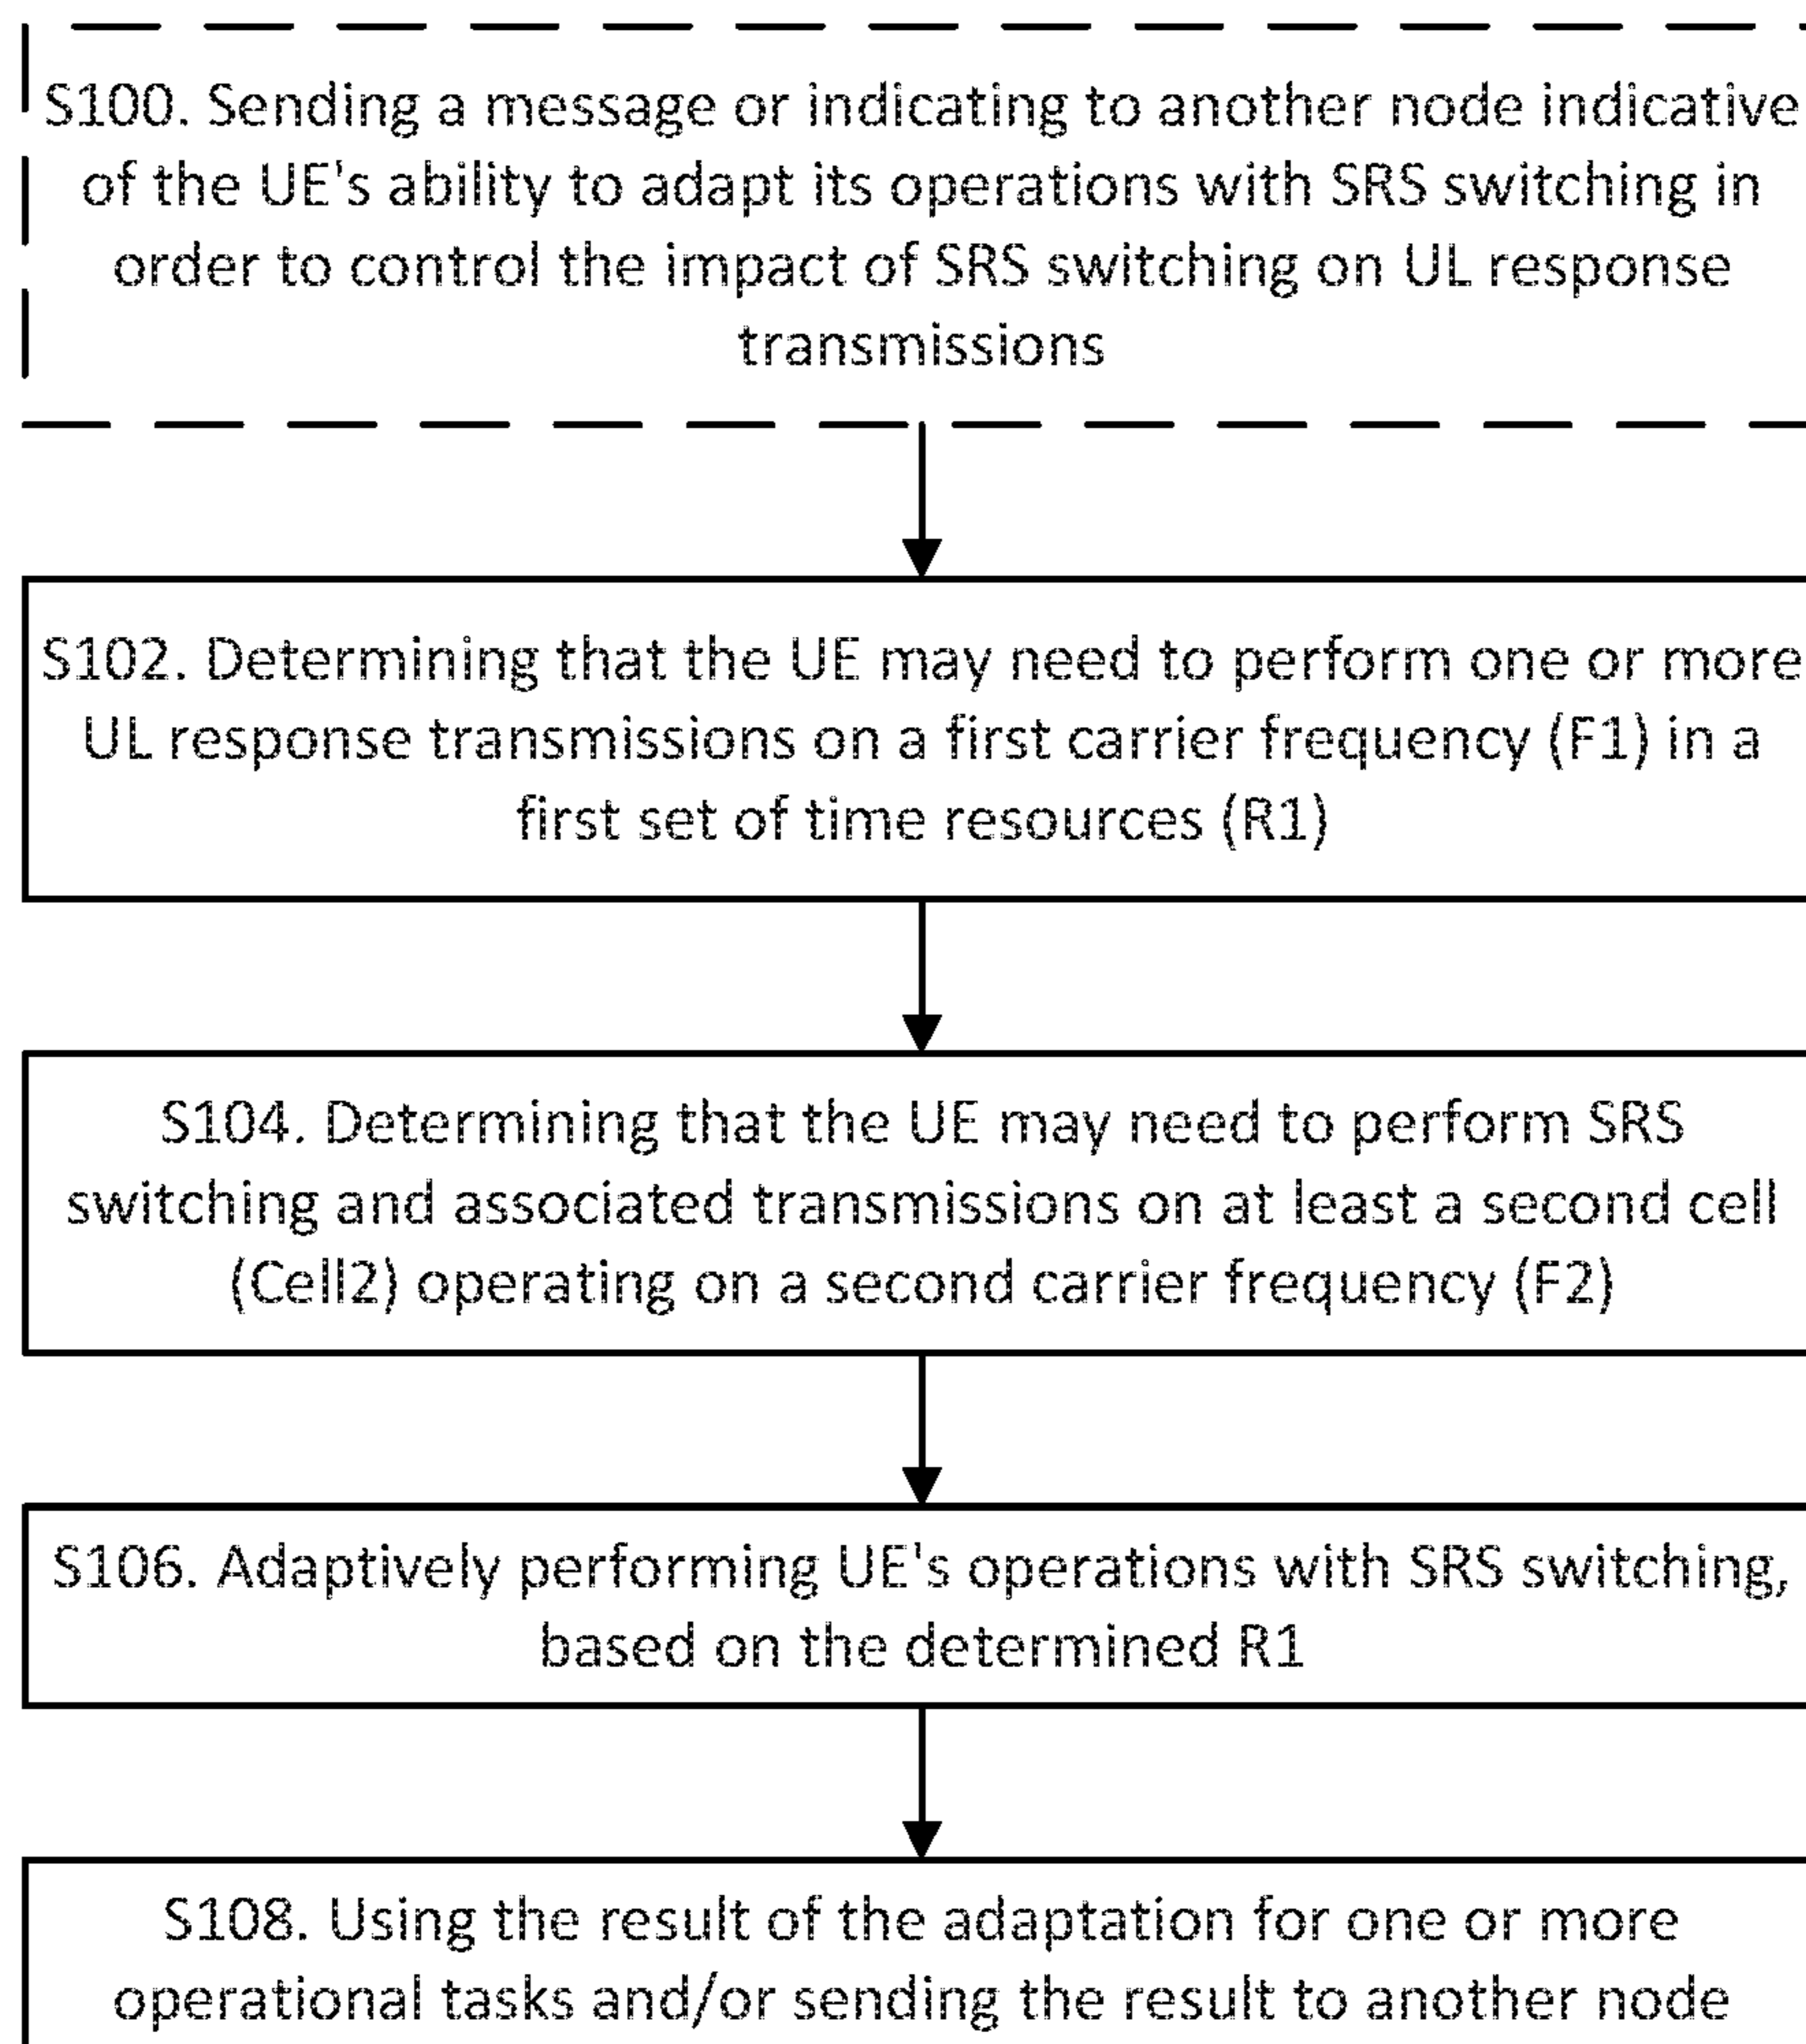 S100. Sending a message or indicating to another node indicative
of the UE's ability to adapt its operations with SRS switching in
order to control the impact of SRS switching on UL response
transmissions
S102. Determining that the UE may need to perform one or more
UL response transmissions on a first carrier frequency (F1) in a
first set of time resources (R1)
S104. Determining that the UE may need to perform SRS
switching and associated transmissions on at least a second cell
(Cell2) operating on a second carrier frequency (F2)
S106. Adaptively performing UE's operations with SRS switching,
based on the determined R1
S108. Using the result of the adaptation for one or more
operational tasks and/or sending the result to another node